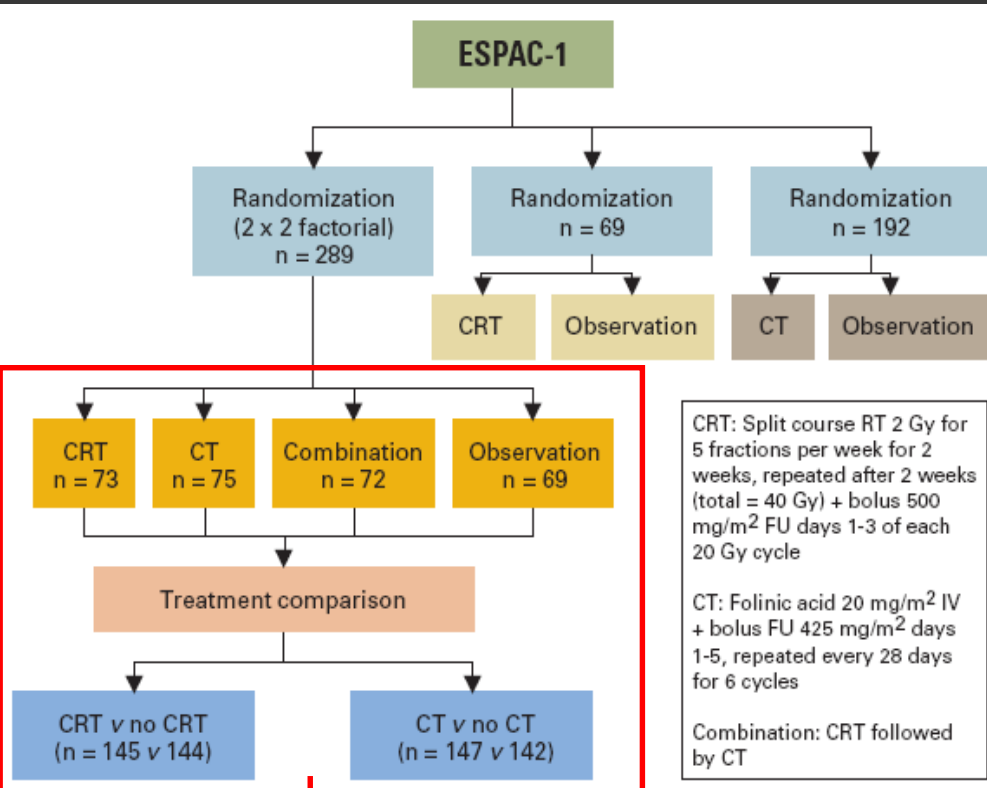 ESPAC-1
Randomization
(2 x 2 factorial)
n = 289
Randomization
n = 69
Randomization
n = 192
CRT
Observation
CT
Observation
CRT
n = 73
CT
n = 75
Combination
n = 72
Observation
n = 69
Treatment comparison
CRT v no CRT
(n = 145 v 144)
CT v no CT
(n = 147 v 142)
CRT: Split course RT 2 Gy for
5 fractions per week for 2
weeks, repeated after 2 weeks
(total = 40 Gy) + bolus 500
mg/m² FU days 1-3 of each
20 Gy cycle
CT: Folinic acid 20 mg/m² IV
+ bolus FU 425 mg/m² days
1-5, repeated every 28 days
for 6 cycles
Combination: CRT followed
by CT